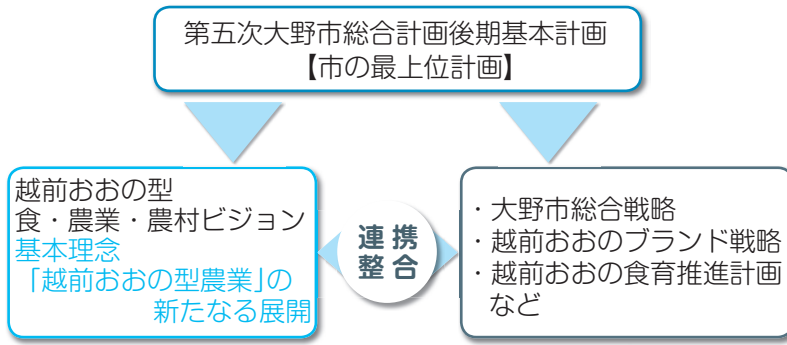 第五次大野市総合計画後期基本計画
【市の最上位計画】
越前おおの型
食・農業・農村ビジョン
基本理念
「越前おおの型農業」の
新たなる展開
連携
整合
・大野市総合戦略
・越前おおのブランド戦略
・越前おおの食育推進計画
など